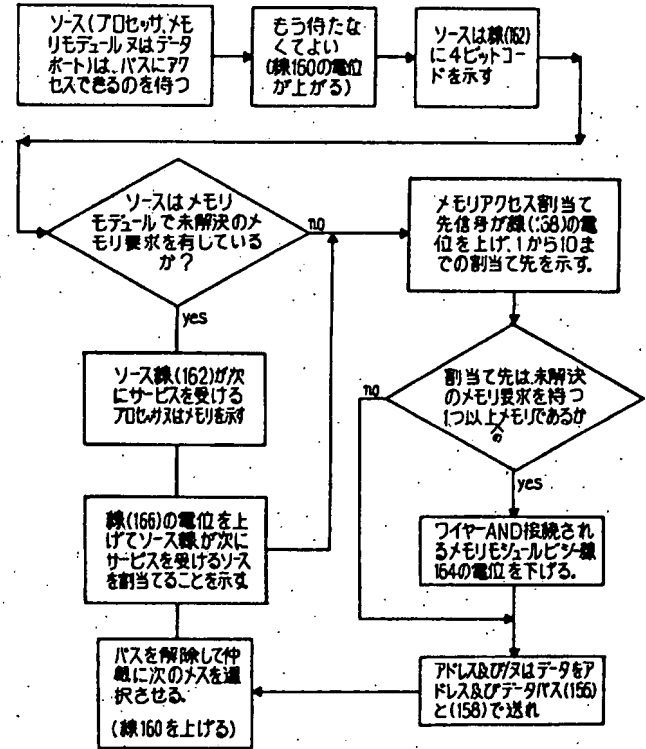 ソース(プロセッサ,メモ
リモデュールヌはデータ
ポート)は、バスにアク
セスできるのを待つ
もう待たな
くてよい
(線160の電位
が上がる)
ソースは線(162)
に4ビットコー
ドを示す
ソースはメモリ
モデュールで未解決のメ
モリ要求を有している
か?
no
yes
メモリアクセス割当て
先信号が線(168)の電
位を上げ,1から10ま
での割当て先を示す.
ソース線(162)が次
にサービスを受ける
プロセッサヌはメモリを示す
割当て先は,未解決
のメモリ要求を待つ
1つ以上メモリであるか
の
no
yes
線(166)の電位を上
げてソース線が次に
サービスを受けるソース
を割当てることを示す
ワイヤーAND接続され
るメモリモジュールビジー線
164の電位を下げる.
バスを解除して仲
裁に次のメスを選
択させる.
(線160を上げる)
アドレス及び/ヌはデータをア
ドレス及びデータバス(156)
と(158)で送れ